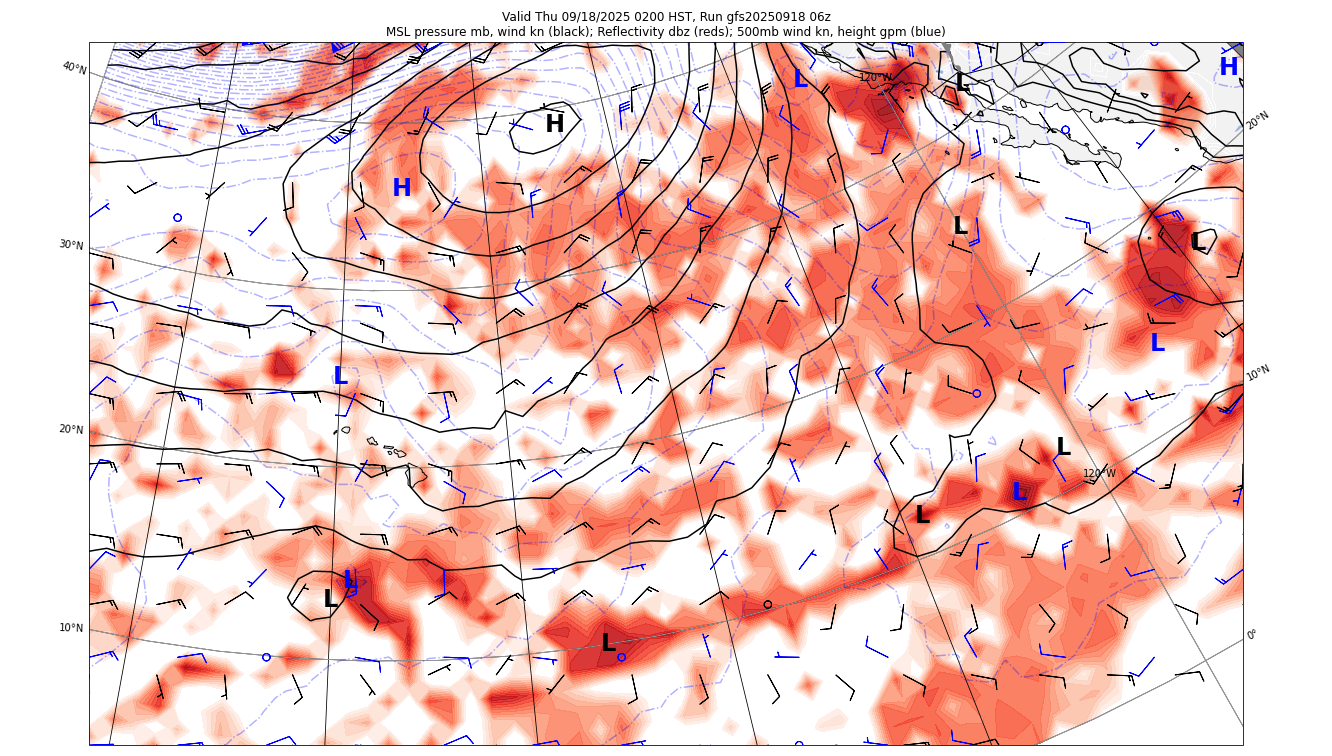 Valid Thu 09/18/2025 0200 HST, Run gfs20250918 06z
MSL pressure mb, wind kn (black); Reflectivity dbz (reds); 500mb wind kn, height gpm (blue)
40°N
H
L
120°W
L
H
20°N
H
L
30°N
L
L
L
10°N
20°N
L
120°W
L
L
L
L
10°N
L
0°